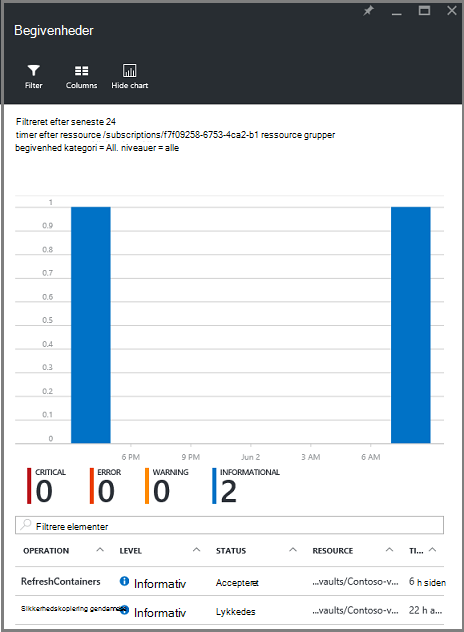 Begivenheder
Filter Columns Hide chart
Filtreret efter seneste 24
timer efter ressource /subscriptions/f7f09258-6753-4ca2-b1 ressource grupper
begivenhed kategori = All. niveauer = alle
1
0.9
0.8
0.7
0.6
0.5
0.4
0.3
0.2
0.1
0
6 PM 9 PM Jun 2 3 AM 6 AM
CRITICAL ERROR WARNING INFORMATIONAL
0 0 0 2
Filtrere elementer
OPERATION LEVEL STATUS RESOURCE TI...
RefreshContainers Informativ Accepteret ...vaults/Contoso-v... 6 h siden
Sikkerhedskopiering Informativ Lykkedes ...vaults/Contoso-v... 22 h a...